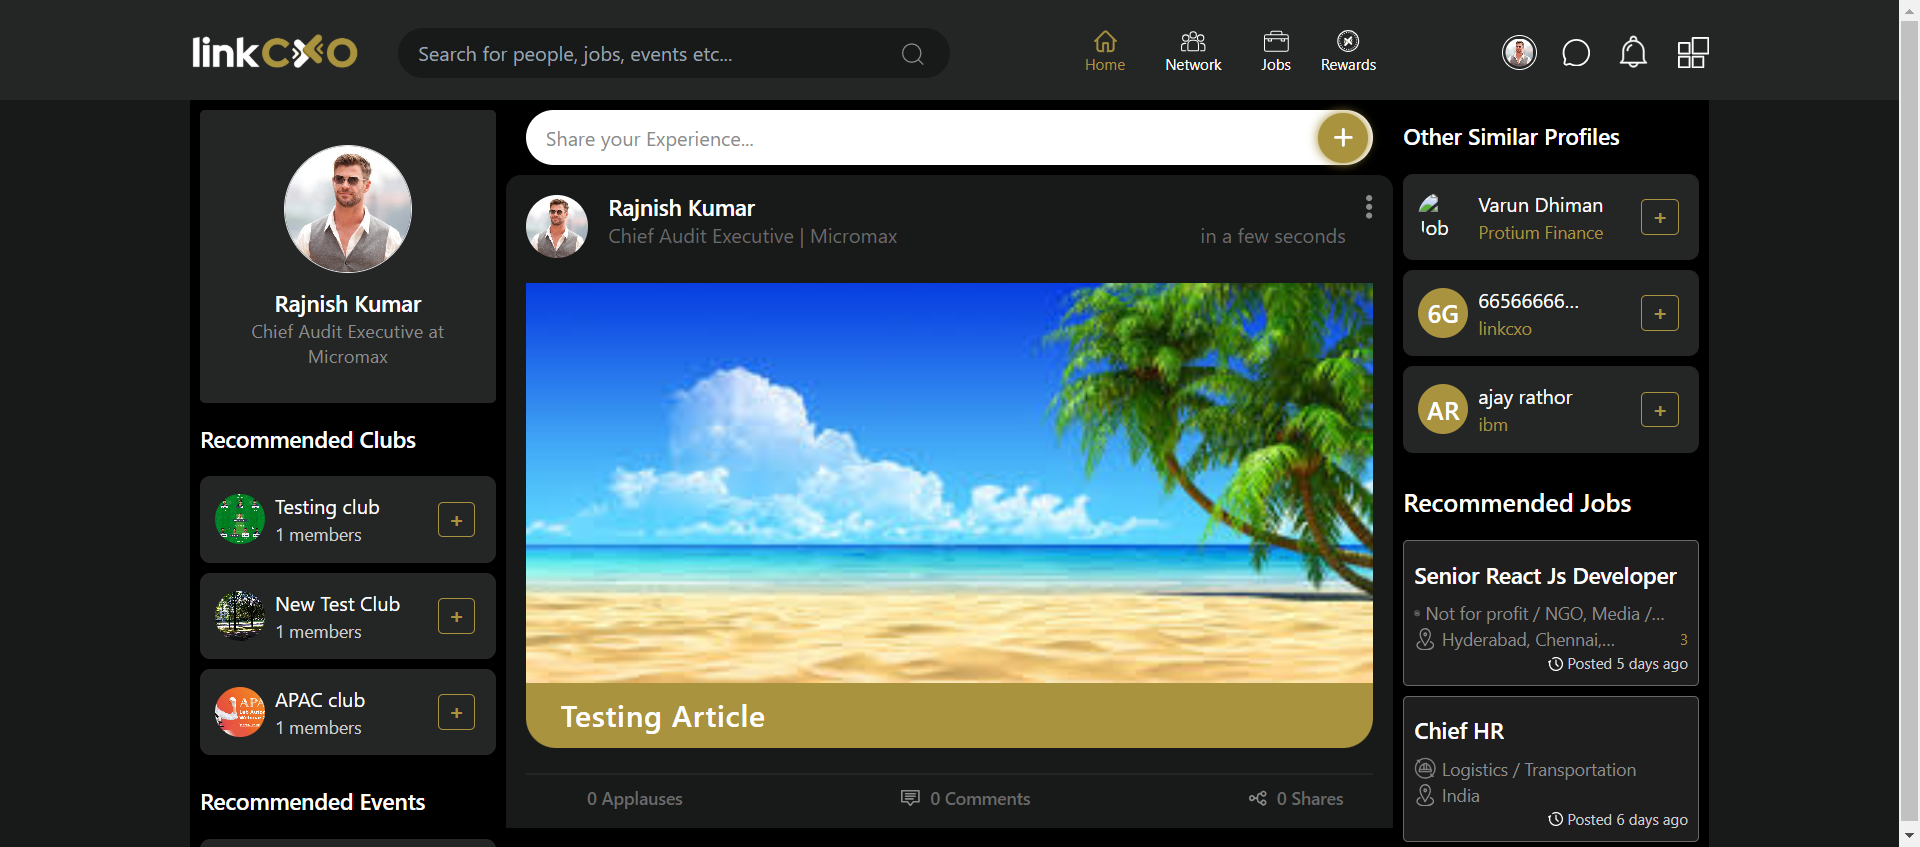 linkcxo
Search for people, jobs, events etc...
Home
Network
Jobs
Rewards
Rajnish Kumar
Chief Audit Executive at
Micromax
Recommended Clubs
Testing club
1 members
+
New Test Club
1 members
+
APAC club
1 members
+
Recommended Events
Share your Experience...
+
Rajnish Kumar
Chief Audit Executive | Micromax
in a few seconds
Testing Article
0 Applauses
0 Comments
0 Shares
Other Similar Profiles
Job
Varun Dhiman
Protium Finance
+
6G
66566666...
linkcxo
+
AR
ajay rathor
ibm
+
Recommended Jobs
Senior React Js Developer
Not for profit / NGO, Media /...
Hyderabad, Chennai,... 3
Posted 5 days ago
Chief HR
Logistics / Transportation
India
Posted 6 days ago